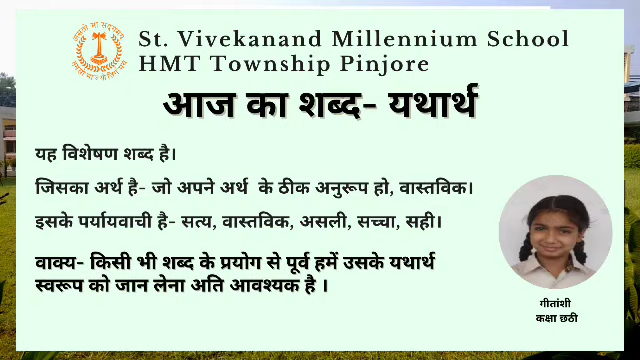 St. Vivekanand Millennium School
HMT Township Pinjore
आज का शब्द- यथार्थ
यह विशेषण शब्द है।
जिसका अर्थ है- जो अपने अर्थ के ठीक अनुरूप हो, वास्तविक।
इसके पर्यायवाची है- सत्य, वास्तविक, असली, सच्चा, सही।
वाक्य- किसी भी शब्द के प्रयोग से पूर्व हमें उसके यथार्थ
स्वरूप को जान लेना अति आवश्यक है ।
गीतांशी
कक्षा छठी